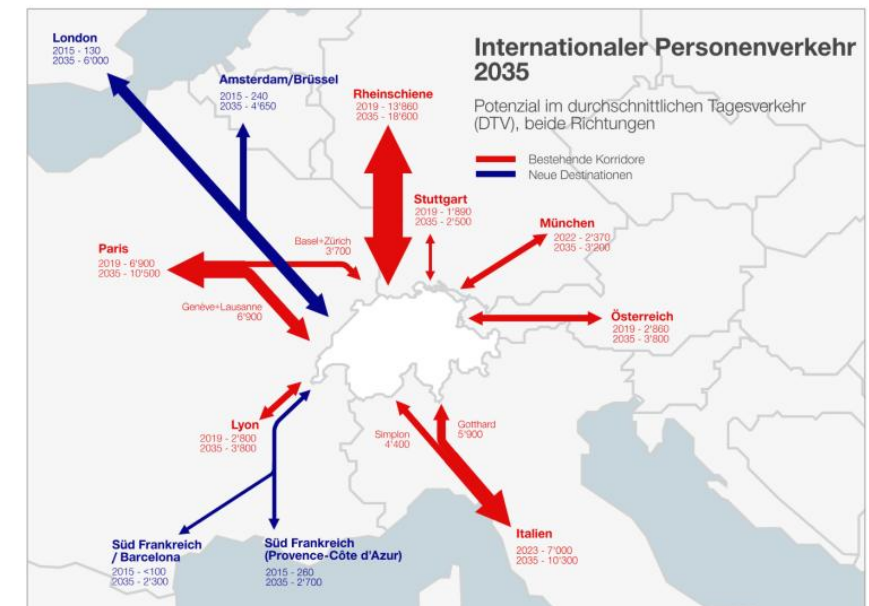 Internationaler Personenverkehr
2035
Potenzial im durchschnittlichen Tagesverkehr
(DTV), beide Richtungen
Bestehende Korridore
Neue Destinationen
London
2015 - 130
2035 - 6'000
Amsterdam/Brüssel
2015 - 240
2035 - 4'650
Rheinschiene
2019 - 13'860
2035 - 18'600
Stuttgart
2019 - 1'890
2035 - 2'500
München
2022 - 2'370
2035 - 3'200
Paris
2019 - 6'900
2035 - 10'500
Basel+Zürich
3'700
Genève+Lausanne
6'900
Österreich
2019 - 2'860
2035 - 3'800
Lyon
2019 - 2'800
2035 - 3'800
Simplon
4'400
Gotthard
5'900
Italien
2023 - 7'000
2035 - 10'300
Süd Frankreich
/ Barcelona
2015 - <100
2035 - 2'300
Süd Frankreich
(Provence-Côte d'Azur)
2015 - 260
2035 - 2'700